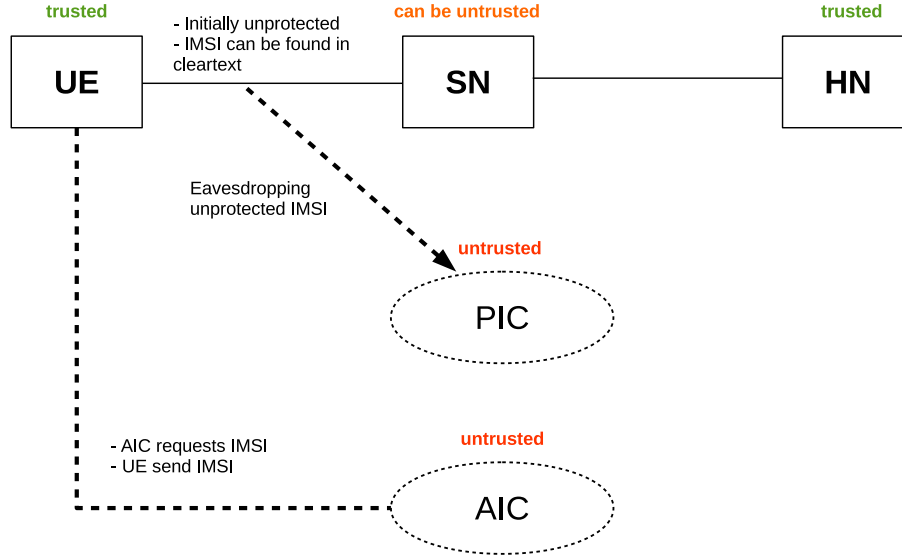 trusted
can be untrusted
trusted
- Initially unprotected
- IMSI can be found in
cleartext
UE
SN
HN
Eavesdropping
unprotected IMSI
untrusted
PIC
- AIC requests IMSI
- UE send IMSI
untrusted
AIC